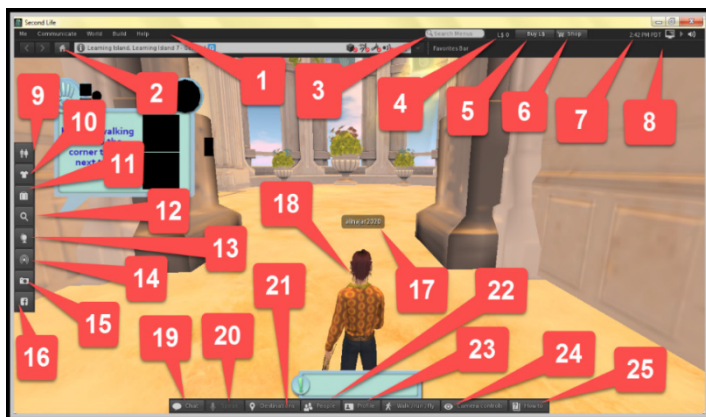 Second Life
Me Communicate World Build Help
Search Menus
L$ 0
Buy L$
Shop
2:42 PM PDT
Learning Island, Learning Island 7
Favorites Bar
1
2
3
4
5
6
7
8
9
10
11
12
13
14
15
16
walking
corner
next
18
17
21
22
19
20
23
24
25
Chat
Speak
Destinations
People
Profile
Walk / run / fly
Camera controls
How to